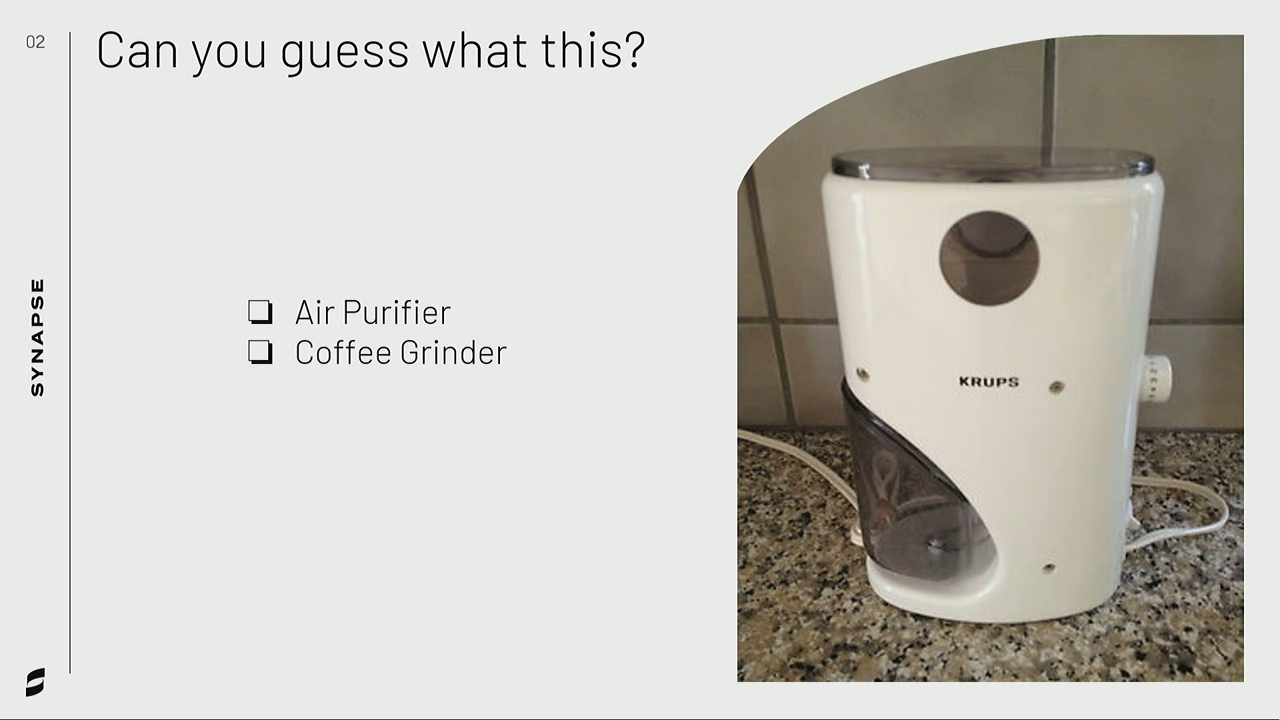 02
Can you guess what this?
SYNAPSE
Air Purifier
Coffee Grinder
KRUPS